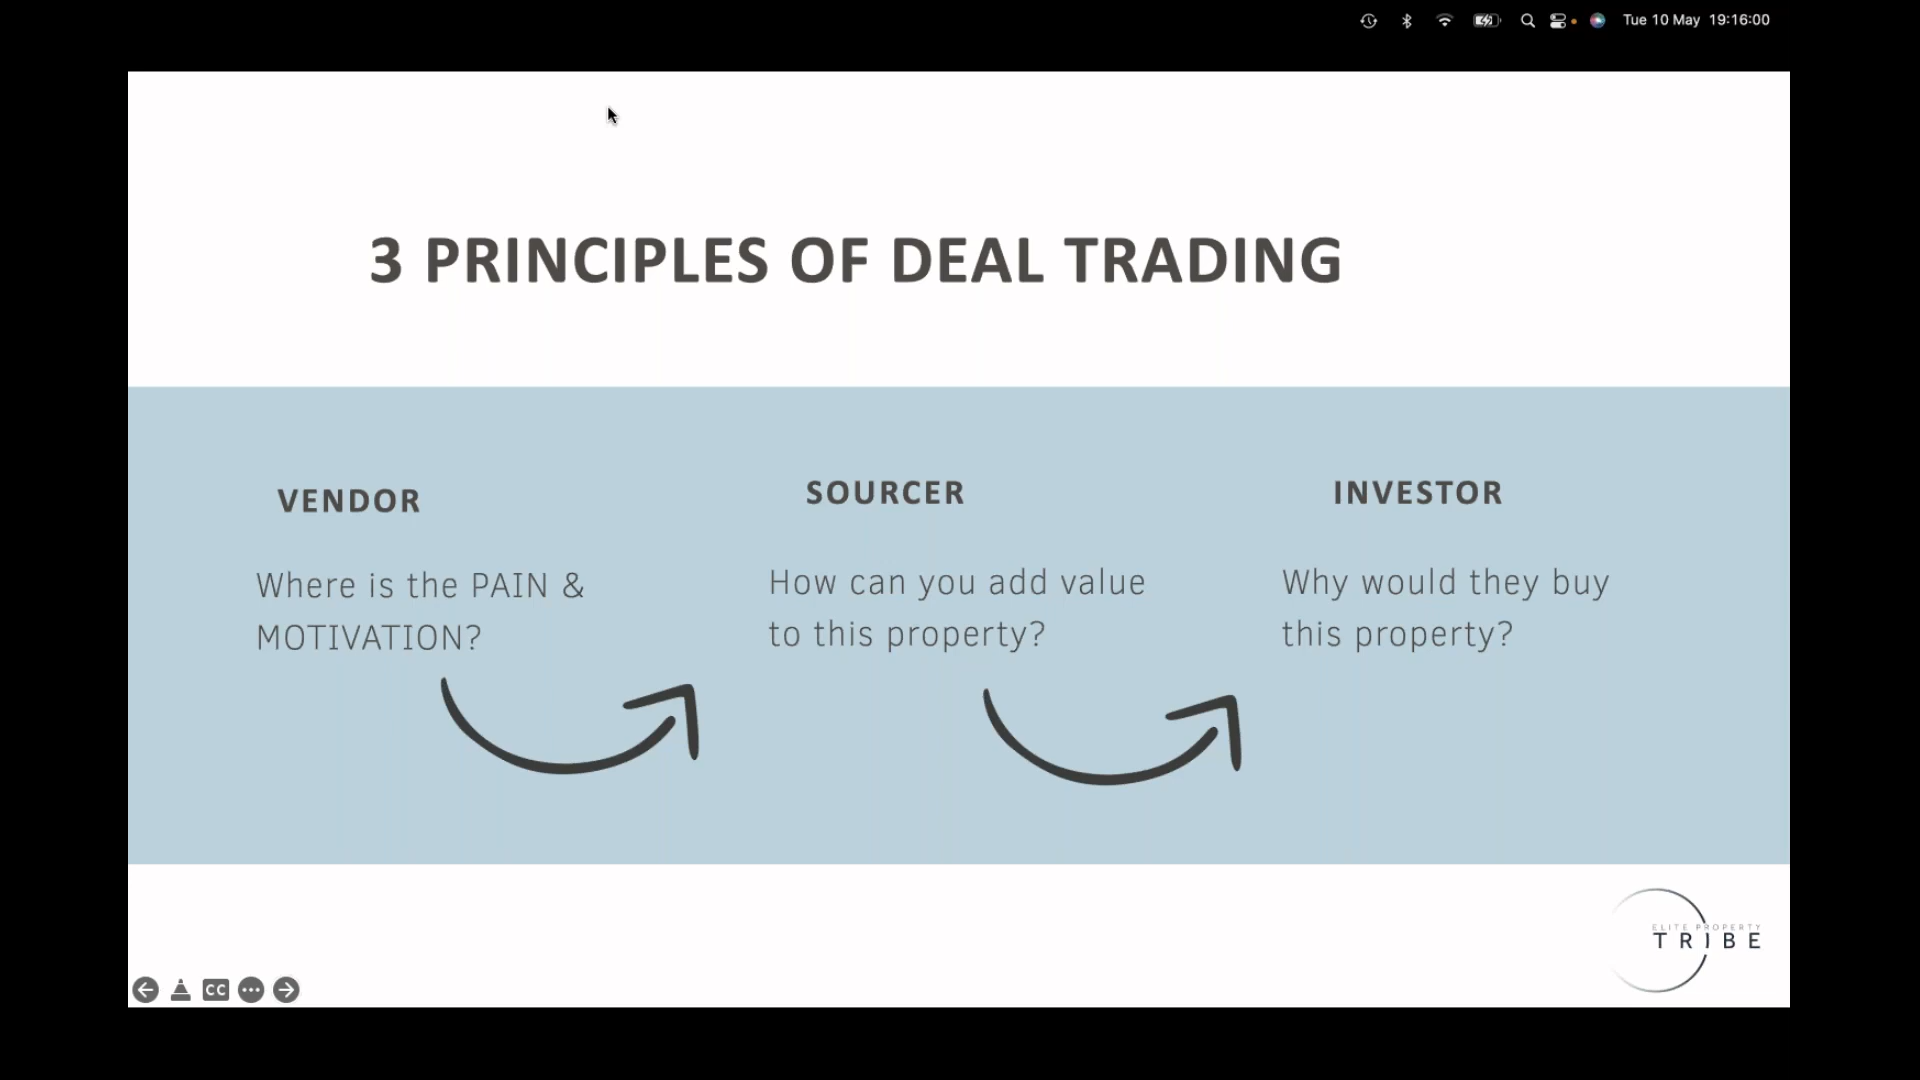 Tue 10 May 19:16:00
3 PRINCIPLES OF DEAL TRADING
VENDOR
Where is the PAIN &
MOTIVATION?
SOURCER
How can you add value
to this property?
INVESTOR
Why would they buy
this property?
ELITE PROPERTY
TRIBE
CC